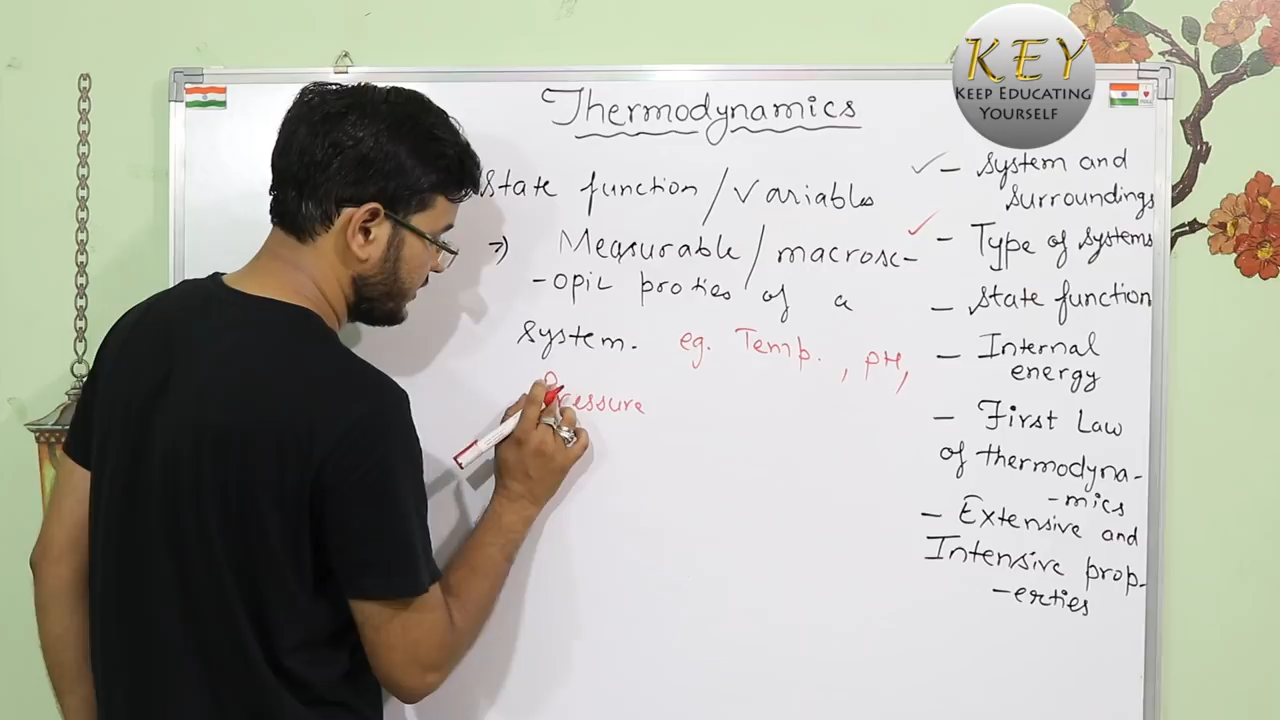 KEY
KEEP EDUCATING
YOURSELF
Thermodynamics
State function / Variables
→) Measurable / macrosc-
-opic proties of a
system. eg. Temp., pH,
Pressure
- System and
surroundings
- Type of systems
- State function
- Internal
energy
- First Law
of thermodyna-
-mics
- Extensive and
Intensive prop-
-erties